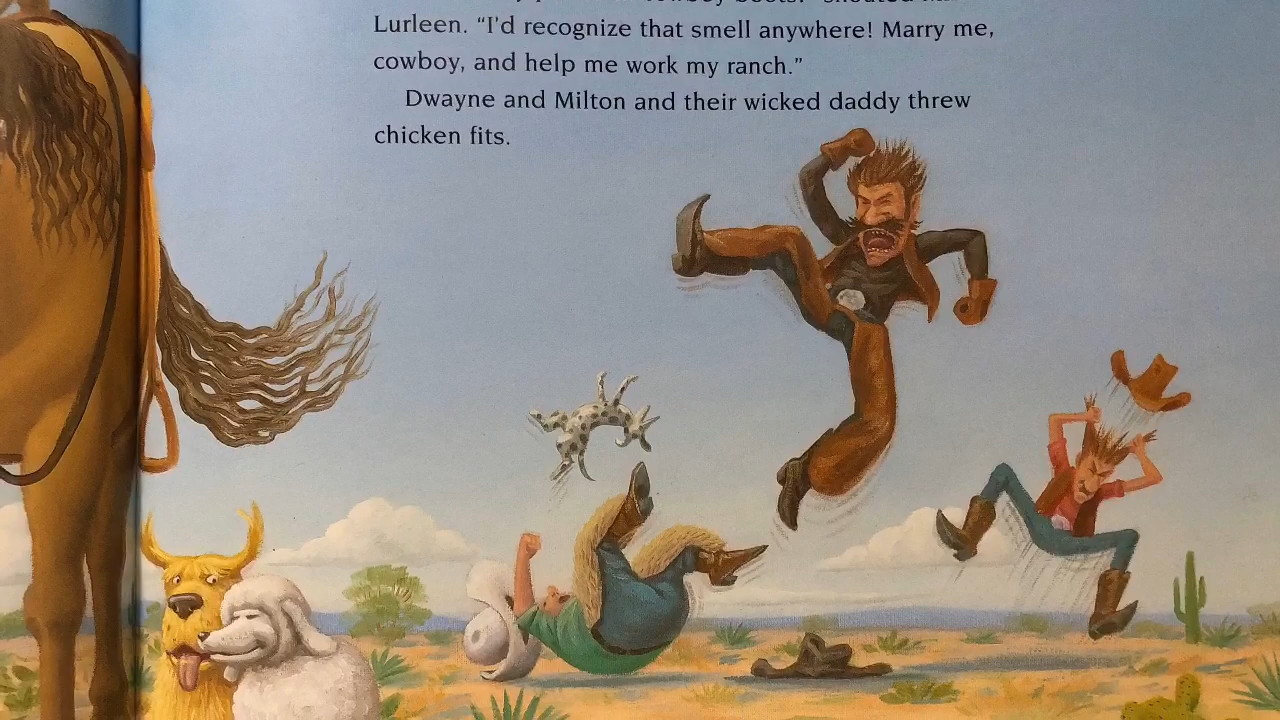 Lurleen. “I’d recognize that smell anywhere! Marry me,
cowboy, and help me work my ranch.”
Dwayne and Milton and their wicked daddy threw
chicken fits.